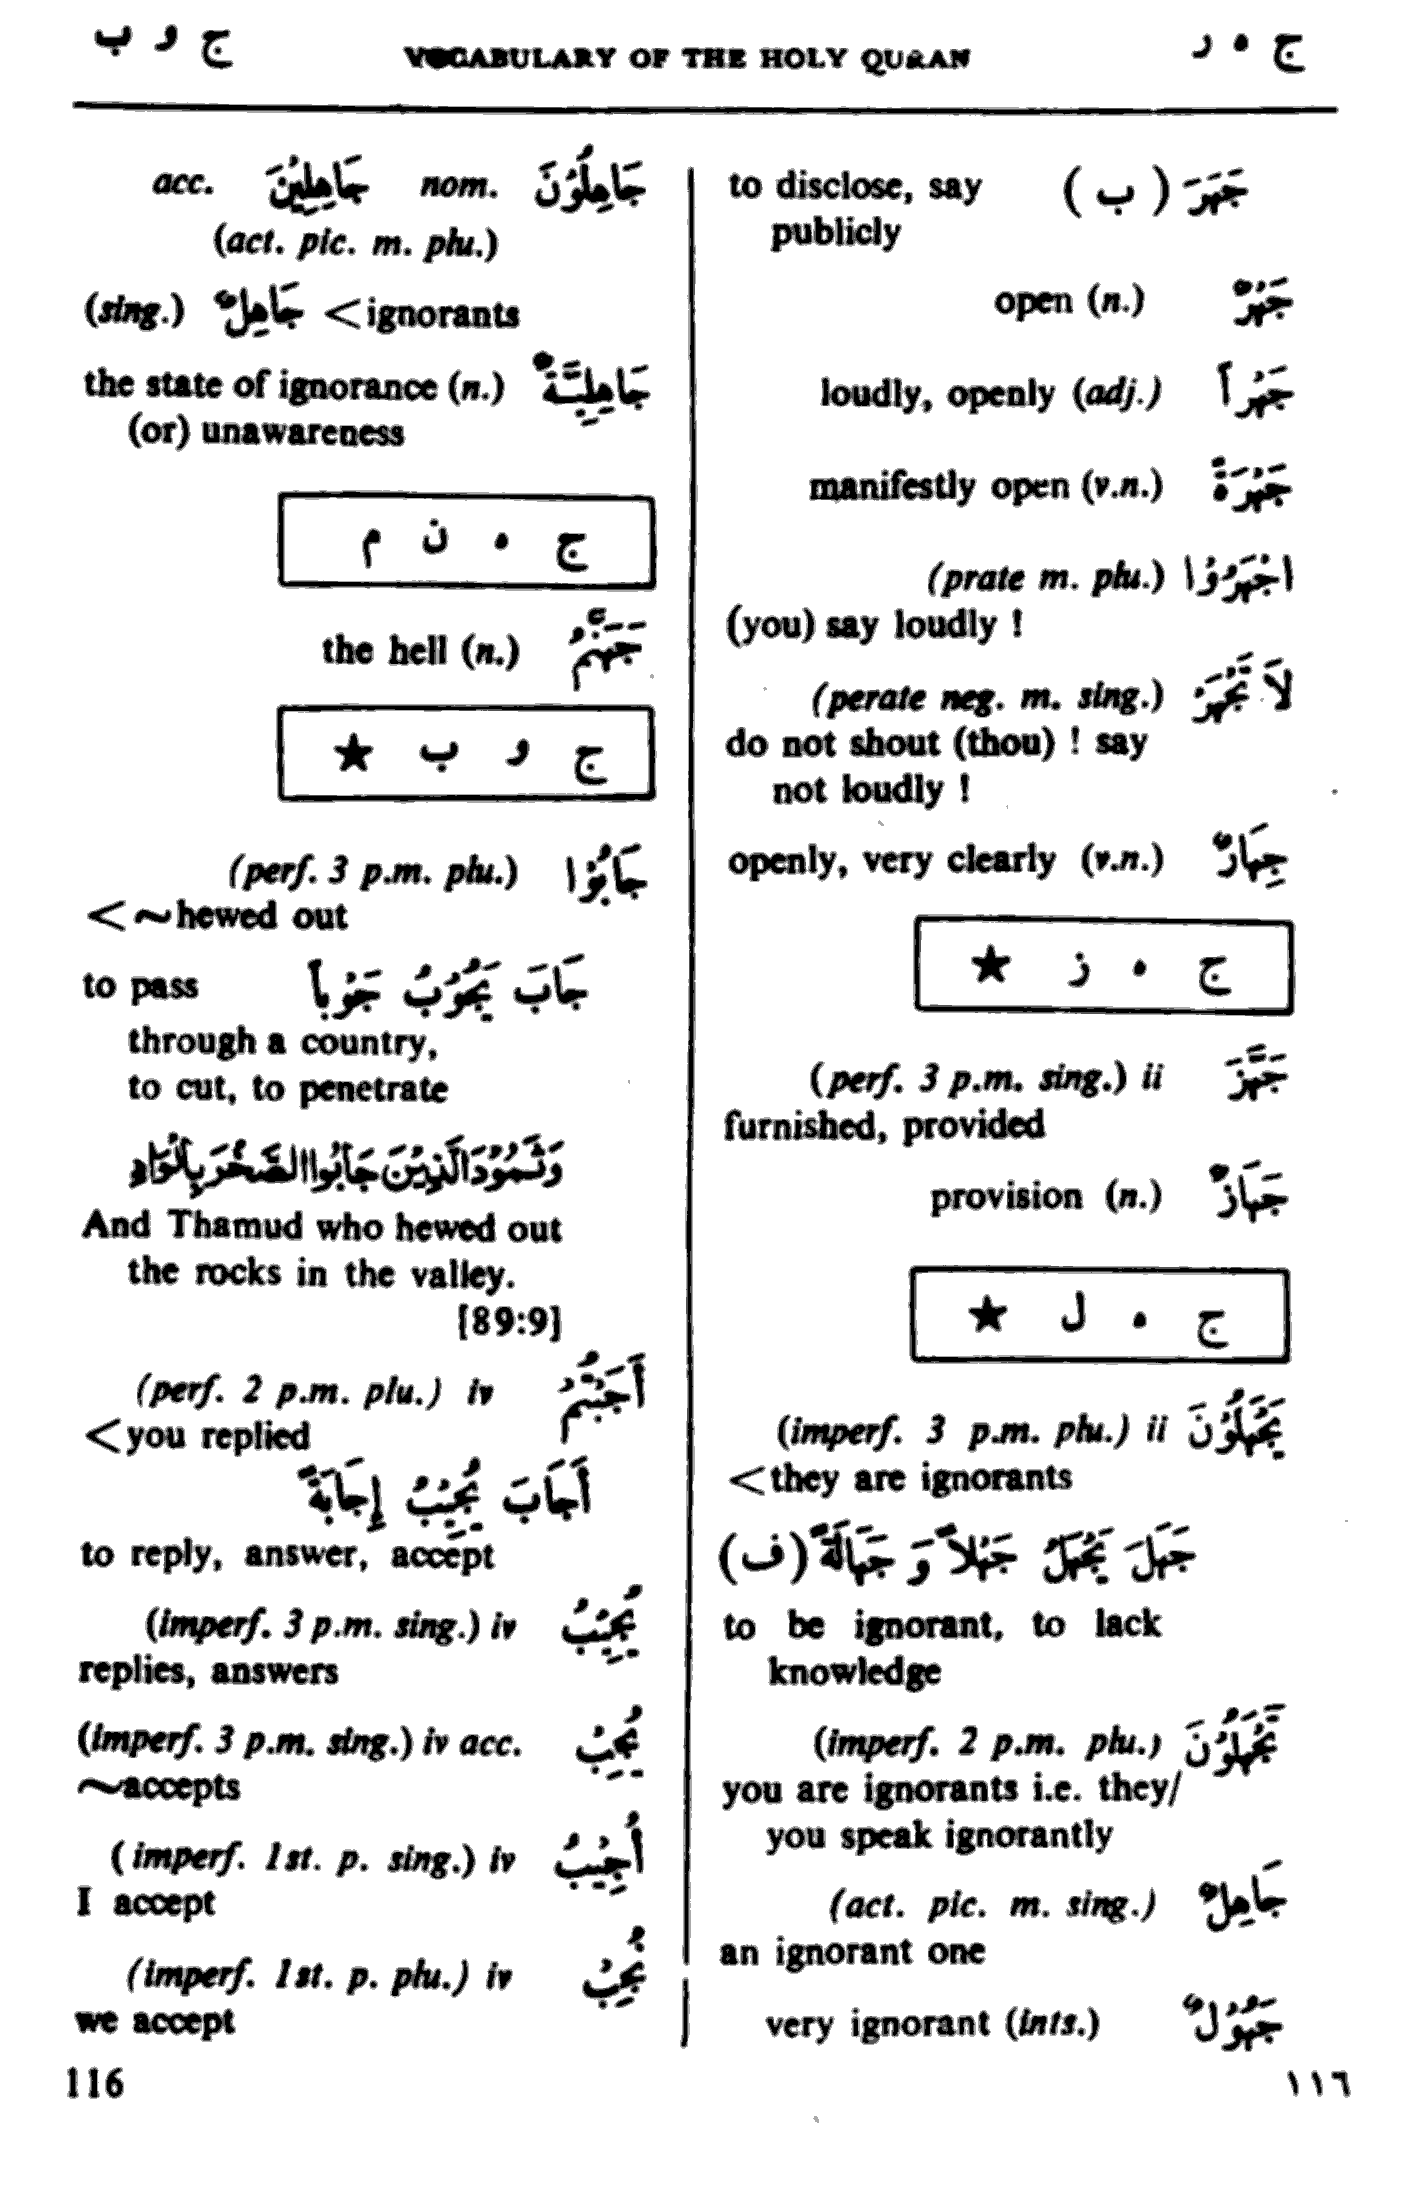 ج و ب VOCABULARY OF THE HOLY QURAN ج ه ر
to disclose, say جَهَرَ ( ب )
publicly
open (n.) جَهْرٌ
loudly, openly (adj.) جَهْراً
manifestly open (v.n.) جَهْرَةً
(prate m. plu.) اجْهَرُوْا
(you) say loudly !
(perate neg. m. sing.) لاَ تَجْهَرْ
do not shout (thou) ! say
not loudly !
openly, very clearly (v.n.) جِهَارٌ
ج ه ز ★
(perf. 3 p.m. sing.) ii جَهَّزَ
furnished, provided
provision (n.) جَهَازٌ
ج ه ل ★
(imperf. 3 p.m. plu.) ii يَجْهَلُوْنَ
<they are ignorants
جَهِلَ يَجْهَلُ جَهْلاً وَ جَهَالَةً (ف)
to be ignorant, to lack
knowledge
(imperf. 2 p.m. plu.) تَجْهَلُوْنَ
you are ignorants i.e. they/
you speak ignorantly
(act. pic. m. sing.) جَاهِلٌ
an ignorant one
very ignorant (ints.) جَهُوْلٌ
acc. جَاهِلِيْنَ nom. جَاهِلُوْنَ
(act. pic. m. plu.)
(sing.) جَاهِلٌ <ignorants
the state of ignorance (n.) جَاهِلِيَّةٌ
(or) unawareness
ج ه ن م
the hell (n.) جَهَنَّمُ
ج و ب ★
(perf. 3 p.m. plu.) جَابُوْا
<~hewed out
to pass جَابَ يَجُوْبُ جَوْباً
through a country,
to cut, to penetrate
وَثَمُوْدَ الَّذِيْنَ جَابُوا الصَّخْرَ بِالْوَادِ
And Thamud who hewed out
the rocks in the valley.
[89:9]
(perf. 2 p.m. plu.) iv أَجَبْتُمْ
<you replied
أَجَابَ يُجِيْبُ إِجَابَةً
to reply, answer, accept
(imperf. 3 p.m. sing.) iv يُجِيْبُ
replies, answers
(imperf. 3 p.m. sing.) iv acc. يُجِبْ
~accepts
( imperf. 1st. p. sing.) iv أُجِيْبُ
I accept
(imperf. 1st. p. plu.) iv نُجِبْ
we accept
116 ١١٦